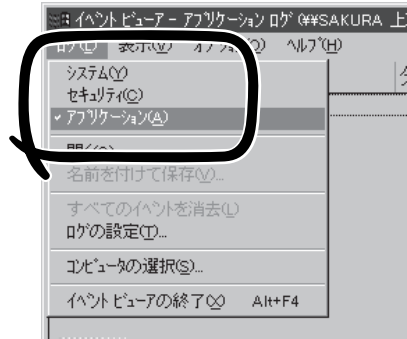 イベント ビューア - アプリケーション ログ (¥¥SAKURA 上
ログ(L) 表示(V) オプション(O) ヘルプ(H)
システム(Y)
セキュリティ(C)
アプリケーション(A)
開く(O)...
名前を付けて保存(V)...
すべてのイベントを消去(L)
ログの設定(T)...
コンピュータの選択(S)...
イベント ビューアの終了(X) Alt+F4